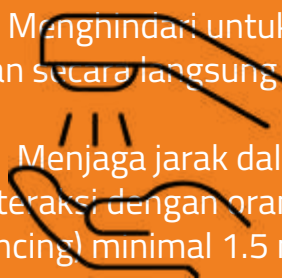 Menghindari untuk
an secara langsung
Menjaga jarak dal
teraksi dengan oran
ncing) minimal 1.5